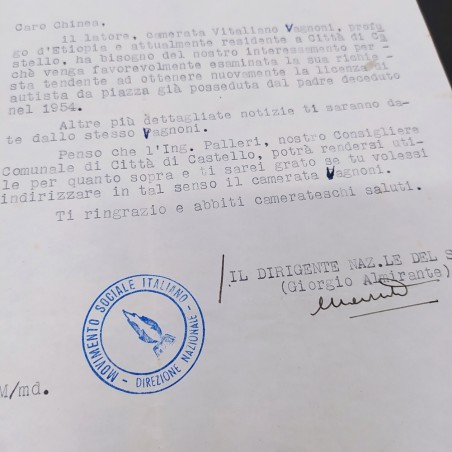 Caro Chinea.
il latore, camerata Vitaliano Vagnoni, profu
go d'Etiopia e attualmente residente a Città di Ca
stello, ha bisogno del nostro interessamento per-
chè venga favorevolmente esaminata la sua richie-
sta tendente ad ottenere nuovamente la licenza di
autista da piazza già posseduta dal padre deceduto
nel 1954.
Altre più dettagliate notizie ti saranno da-
te dallo stesso Vagnoni.
Penso che l'Ing. Palleri, nostro Consigliere
Comunale di Città di Castello, potrà rendersi uti-
le per quanto sopra e ti sarei grato se tu volessi
indirizzare in tal senso il camerata Vagnoni.
Ti ringrazio e abbiti camerateschi saluti.
IL DIRIGENTE NAZ.LE DEL S
(Giorgio Almirante)
MOVIMENTO SOCIALE ITALIANO
- DIREZIONE NAZIONALE -
M/md.